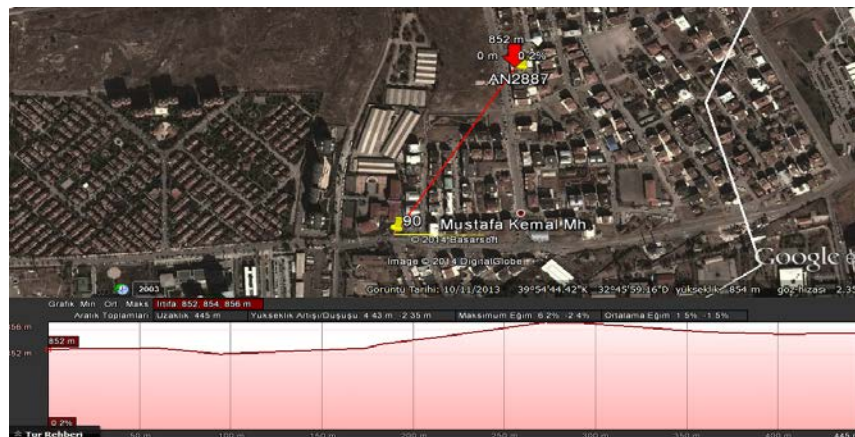 852 m
0 m 0.2%
AN2887
90
Mustafa Kemal Mh
© 2014 Basarsoft
Image © 2014 DigitalGlobe
Google
2003
Görüntü Tarihi: 10/11/2013 39°54'44.42"K 32°45'59.16"D yükseklik 854 m göz hizası 2.35
Grafik Min Ort Maks İrtifa 852, 854, 856 m
Aralık Toplamları Uzaklık 445 m Yükseklik Artışı/Düşüşü 4.43 m -2.35 m Maksimum Eğim 6.2% -2.4% Ortalama Eğim 1.5% -1.5%
856 m
852 m
852 m
0.2%
Tur Rehberi 50 m 100 m 150 m 200 m 250 m 300 m 350 m 400 m 445